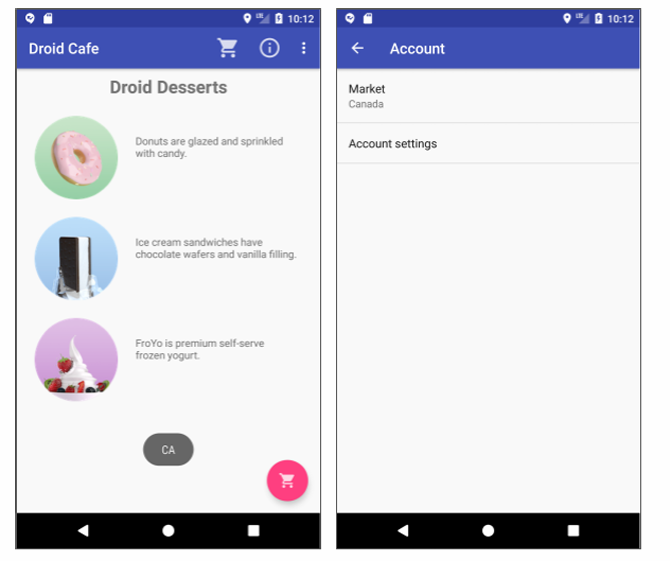 10:12
Droid Cafe
Droid Desserts
Donuts are glazed and sprinkled
with candy.
Ice cream sandwiches have
chocolate wafers and vanilla filling.
FroYo is premium self-serve
frozen yogurt.
CA
10:12
Account
Market
Canada
Account settings